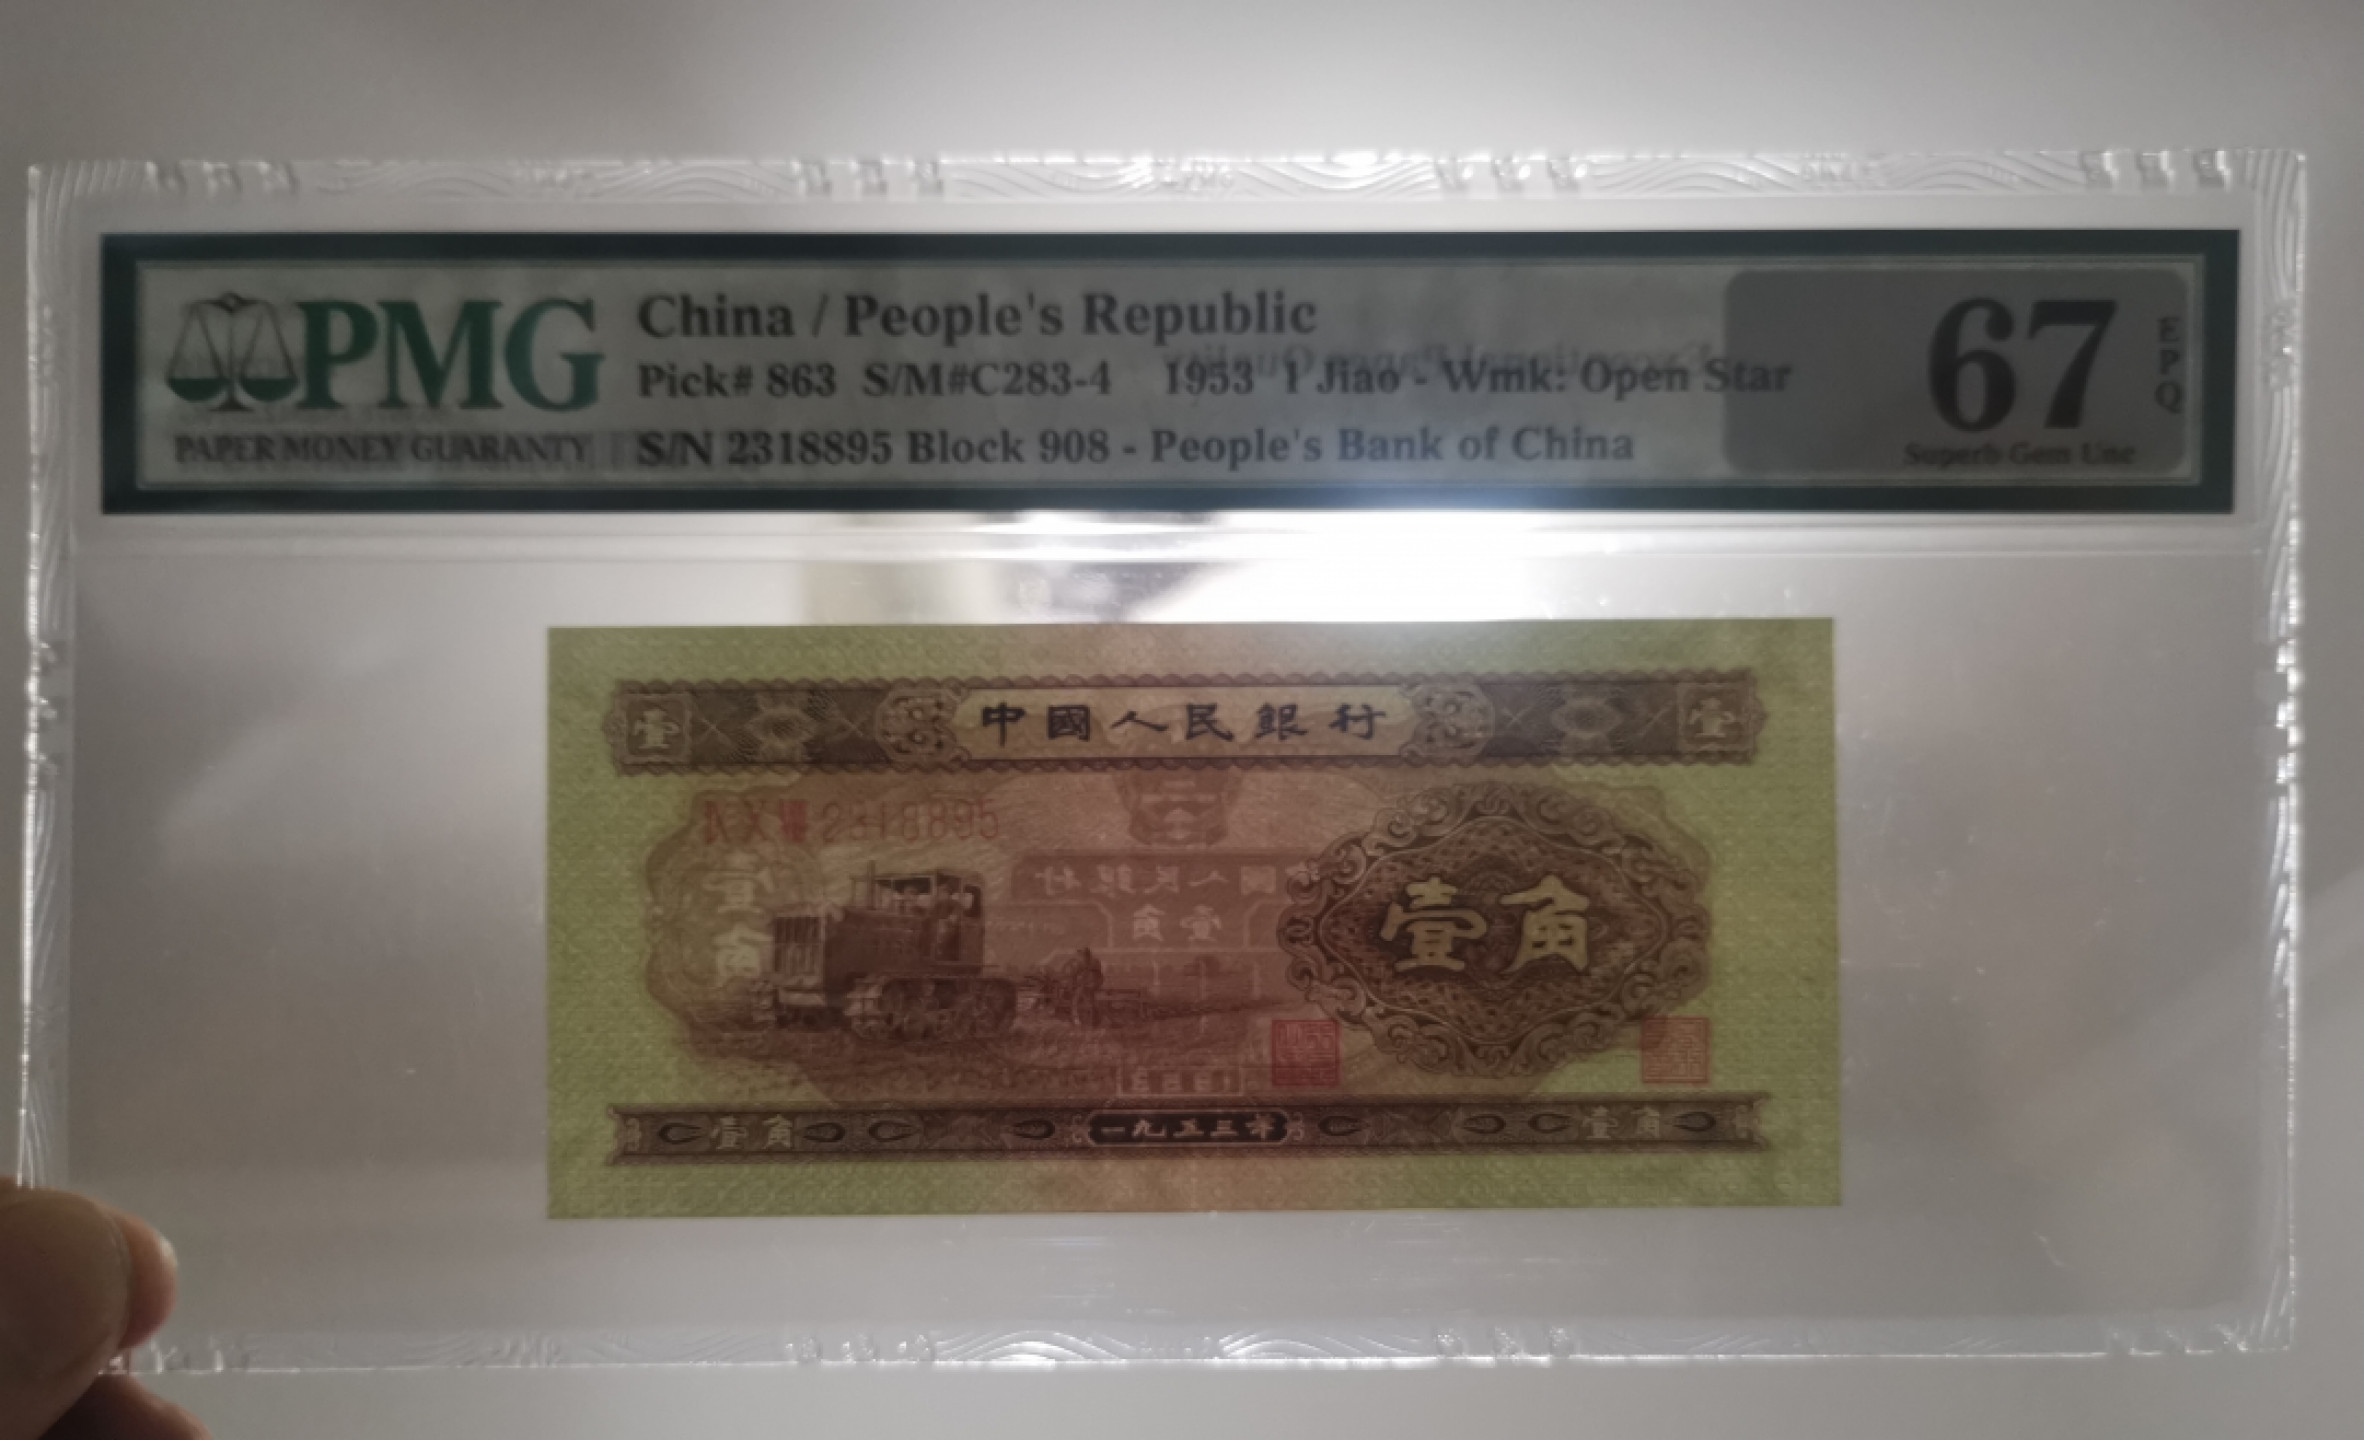 PMG
PAPER MONEY GUARANTY
China / People's Republic
Pick# 863 S/M#C283-4 1953 1 Jiao - Wmk: Open Star
S/N 2318895 Block 908 - People's Bank of China
67
EPQ
Superb Gem Unc
壹 中國人民銀行 壹
2318895
壹角
壹角
壹角 一九五三年 壹角